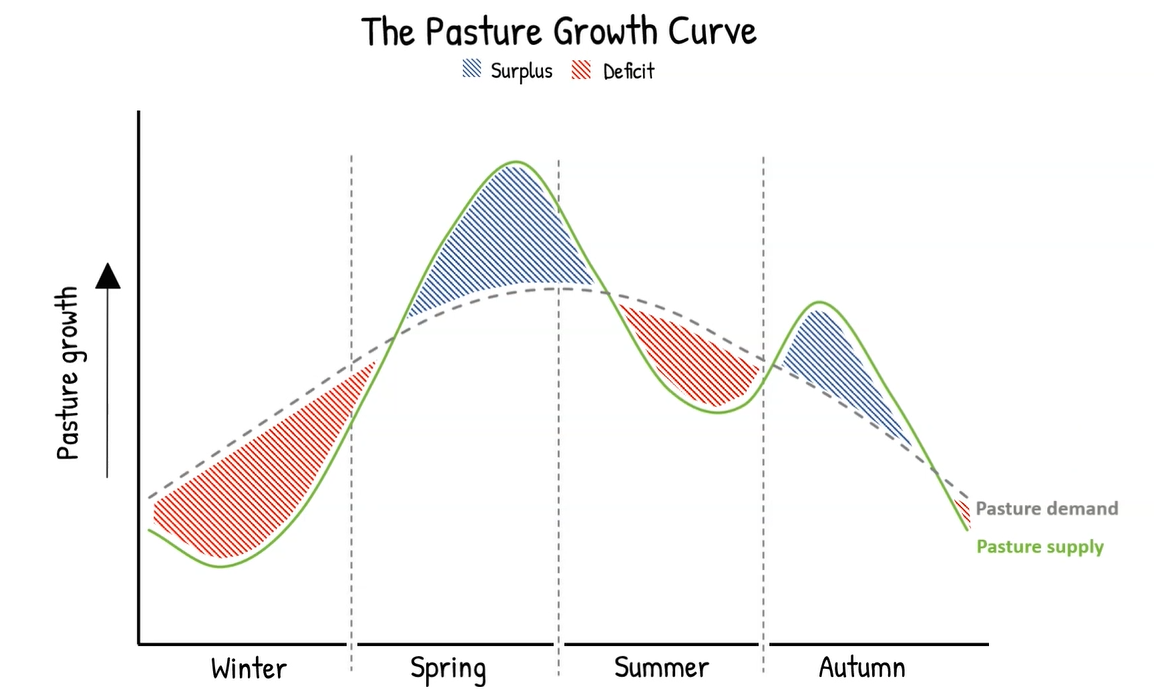 The Pasture Growth Curve
Surplus Deficit
Pasture growth
Pasture demand
Pasture supply
Winter Spring Summer Autumn